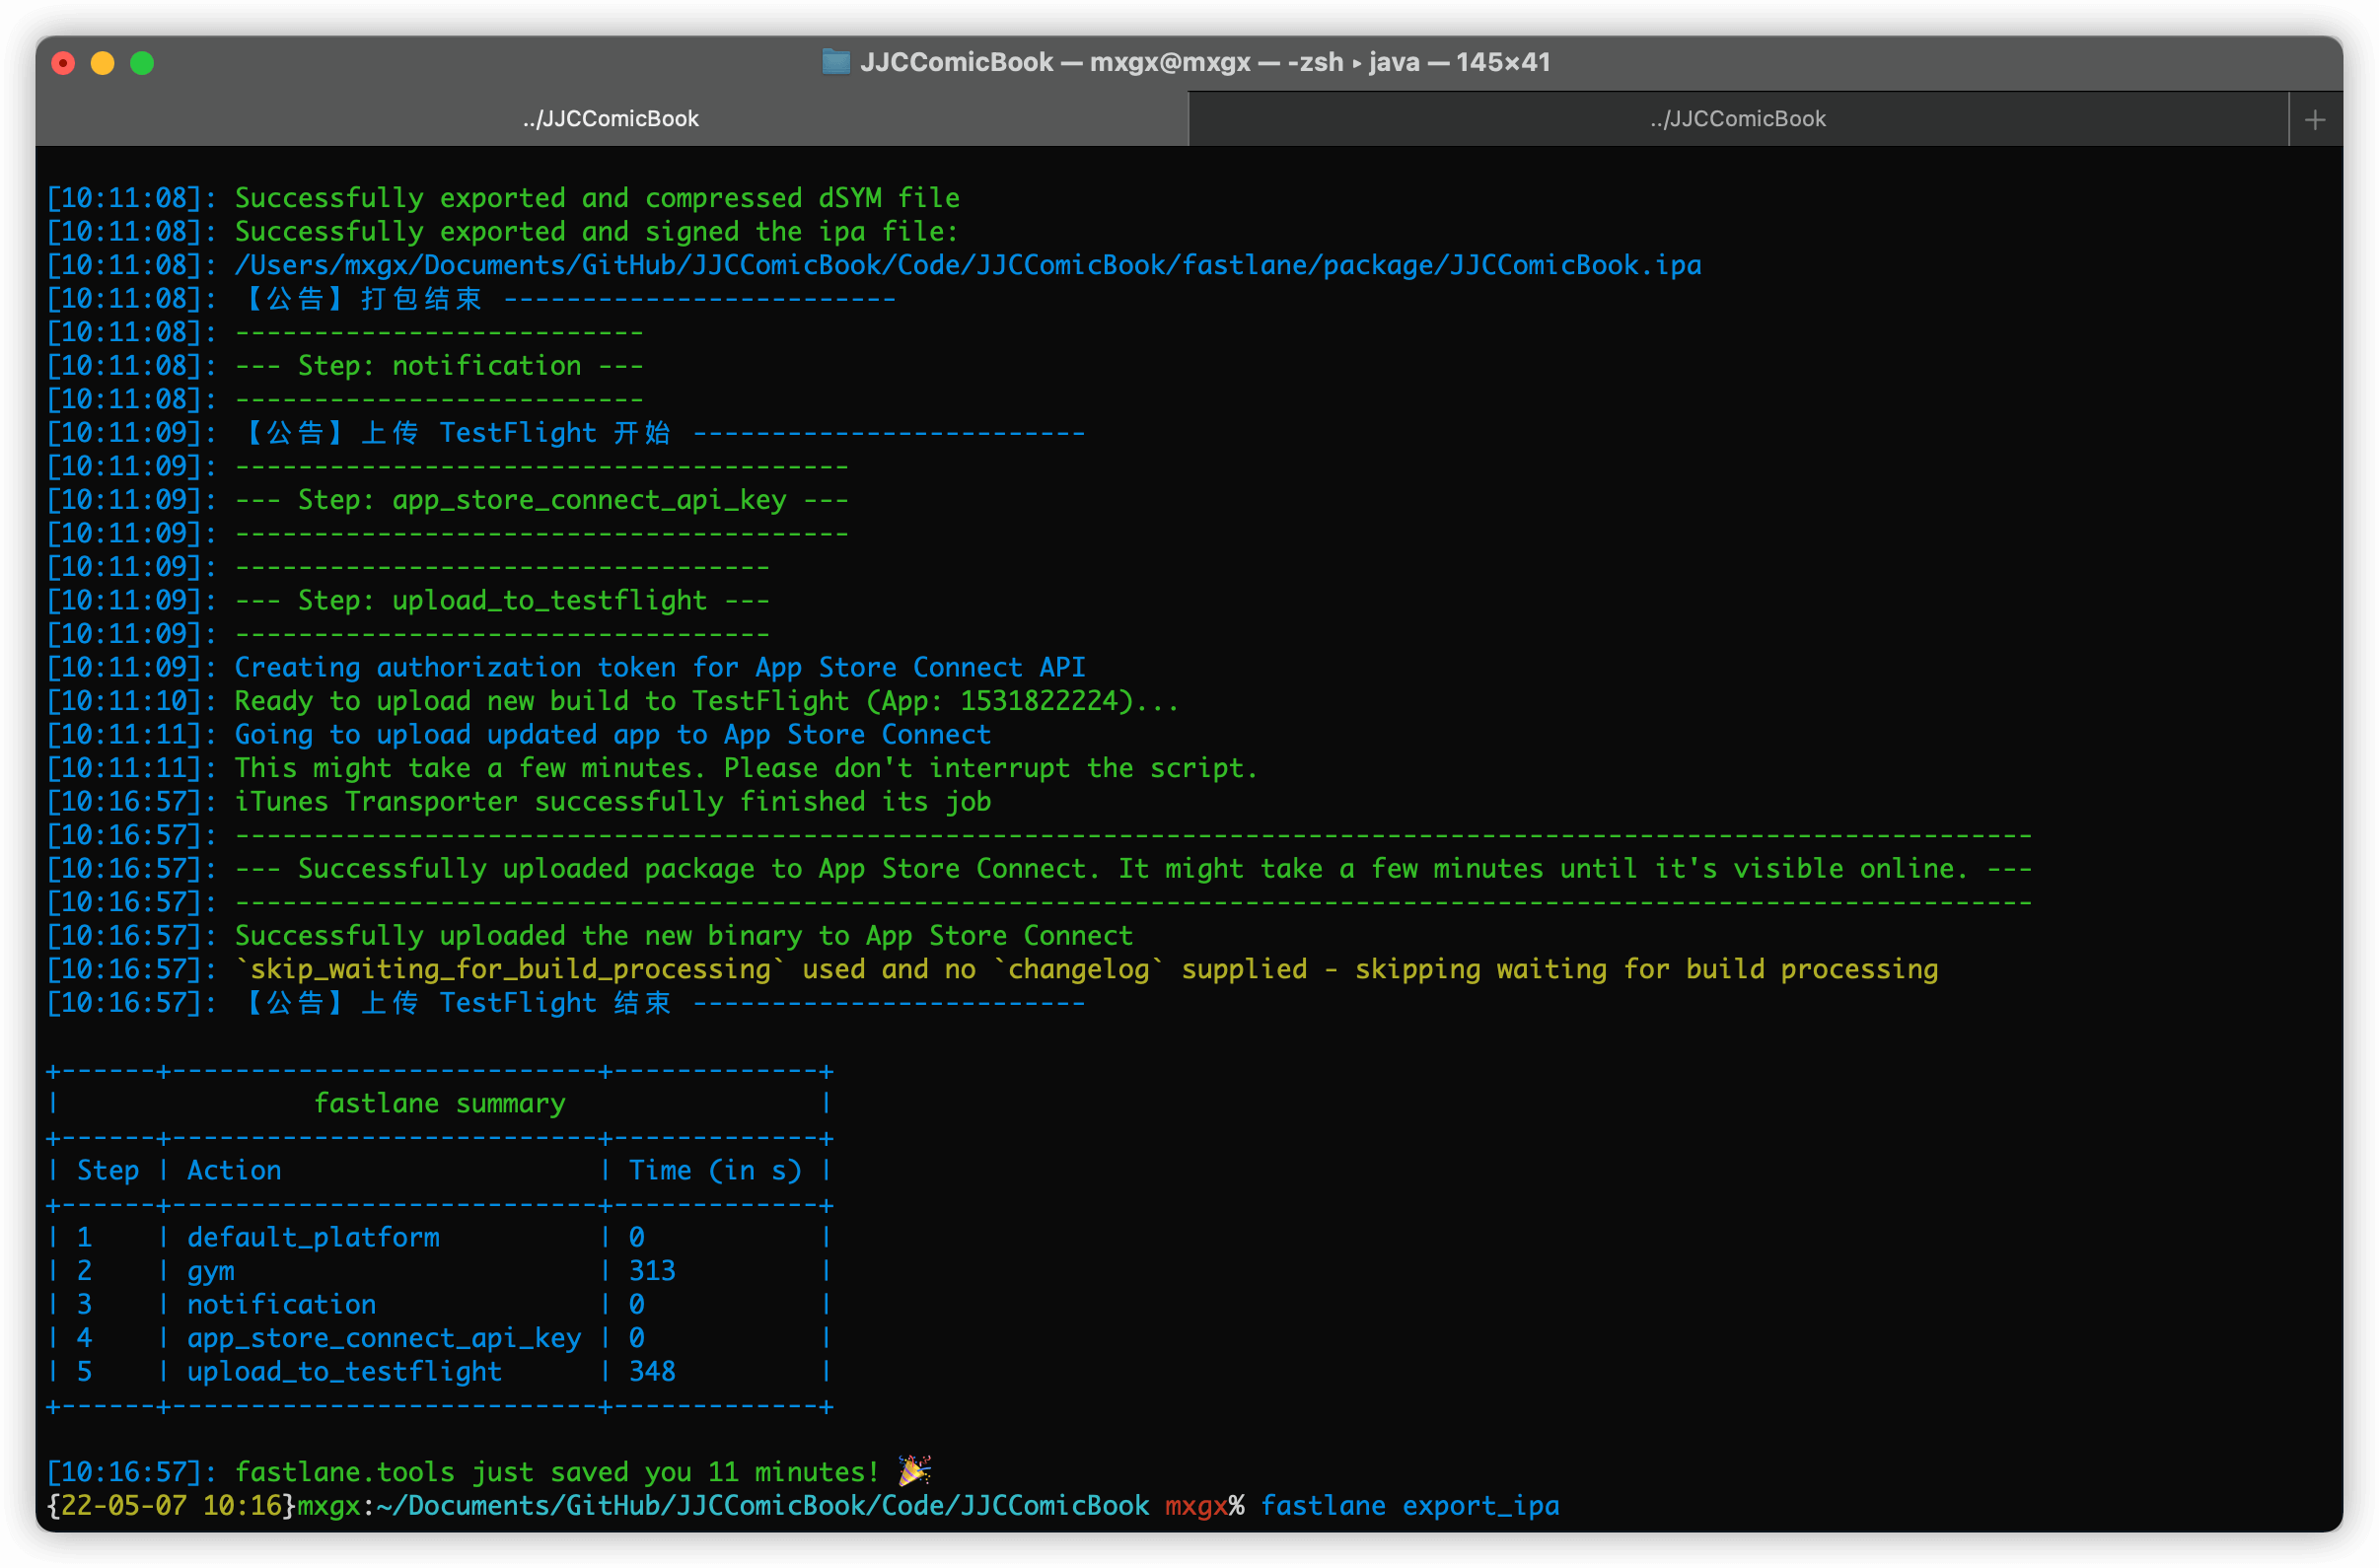 JJCComicBook — mxgx@mxgx — -zsh ▸ java — 145×41
../JJCComicBook ../JJCComicBook +
[10:11:08]: Successfully exported and compressed dSYM file
[10:11:08]: Successfully exported and signed the ipa file:
[10:11:08]: /Users/mxgx/Documents/GitHub/JJCComicBook/Code/JJCComicBook/fastlane/package/JJCComicBook.ipa
[10:11:08]: 【公告】打包结束 -------------------------
[10:11:08]: --------------------------
[10:11:08]: --- Step: notification ---
[10:11:08]: --------------------------
[10:11:09]: 【公告】上传 TestFlight 开始 -------------------------
[10:11:09]: ---------------------------------------
[10:11:09]: --- Step: app_store_connect_api_key ---
[10:11:09]: ---------------------------------------
[10:11:09]: ----------------------------------
[10:11:09]: --- Step: upload_to_testflight ---
[10:11:09]: ----------------------------------
[10:11:09]: Creating authorization token for App Store Connect API
[10:11:10]: Ready to upload new build to TestFlight (App: 1531822224)...
[10:11:11]: Going to upload updated app to App Store Connect
[10:11:11]: This might take a few minutes. Please don't interrupt the script.
[10:16:57]: iTunes Transporter successfully finished its job
[10:16:57]: ------------------------------------------------------------------------------------------------------------------
[10:16:57]: --- Successfully uploaded package to App Store Connect. It might take a few minutes until it's visible online. ---
[10:16:57]: ------------------------------------------------------------------------------------------------------------------
[10:16:57]: Successfully uploaded the new binary to App Store Connect
[10:16:57]: `skip_waiting_for_build_processing` used and no `changelog` supplied - skipping waiting for build processing
[10:16:57]: 【公告】上传 TestFlight 结束 -------------------------
+------+---------------------------+-------------+
|                fastlane summary                |
+------+---------------------------+-------------+
| Step | Action                    | Time (in s) |
+------+---------------------------+-------------+
| 1    | default_platform          | 0           |
| 2    | gym                       | 313         |
| 3    | notification              | 0           |
| 4    | app_store_connect_api_key | 0           |
| 5    | upload_to_testflight      | 348         |
+------+---------------------------+-------------+
[10:16:57]: fastlane.tools just saved you 11 minutes! 🎉
{22-05-07 10:16}mxgx:~/Documents/GitHub/JJCComicBook/Code/JJCComicBook mxgx% fastlane export_ipa